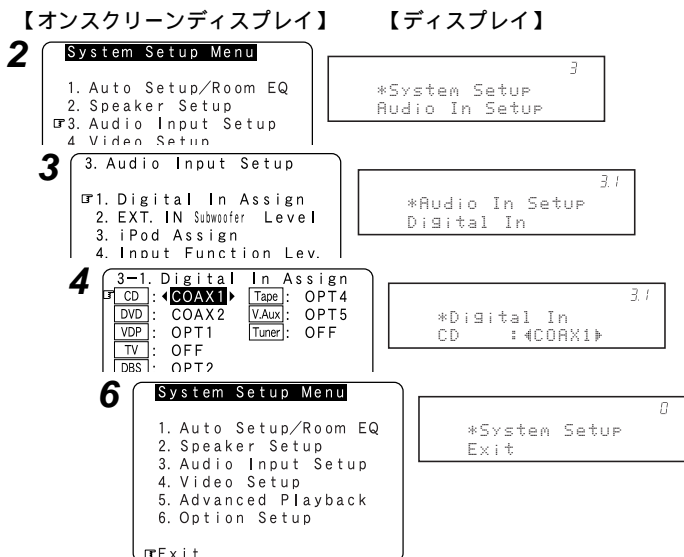 【オンスクリーンディスプレイ】 【ディスプレイ】
2
System Setup Menu
1. Auto Setup/Room EQ
2. Speaker Setup
☞3. Audio Input Setup
4. Video Setup
3
*System Setup
Audio In Setup
3
3. Audio Input Setup
☞1. Digital In Assign
2. EXT. IN Subwoofer Level
3. iPod Assign
4. Input Function Lev.
3.1
*Audio In Setup
Digital In
4
3-1. Digital In Assign
☞ CD : ◀COAX1▶ Tape : OPT4
DVD : COAX2 V.Aux : OPT5
VDP : OPT1 Tuner : OFF
TV : OFF
DBS : OPT2
3.1
*Digital In
CD :◀COAX1▶
6
System Setup Menu
1. Auto Setup/Room EQ
2. Speaker Setup
3. Audio Input Setup
4. Video Setup
5. Advanced Playback
6. Option Setup
☞Exit
0
*System Setup
Exit